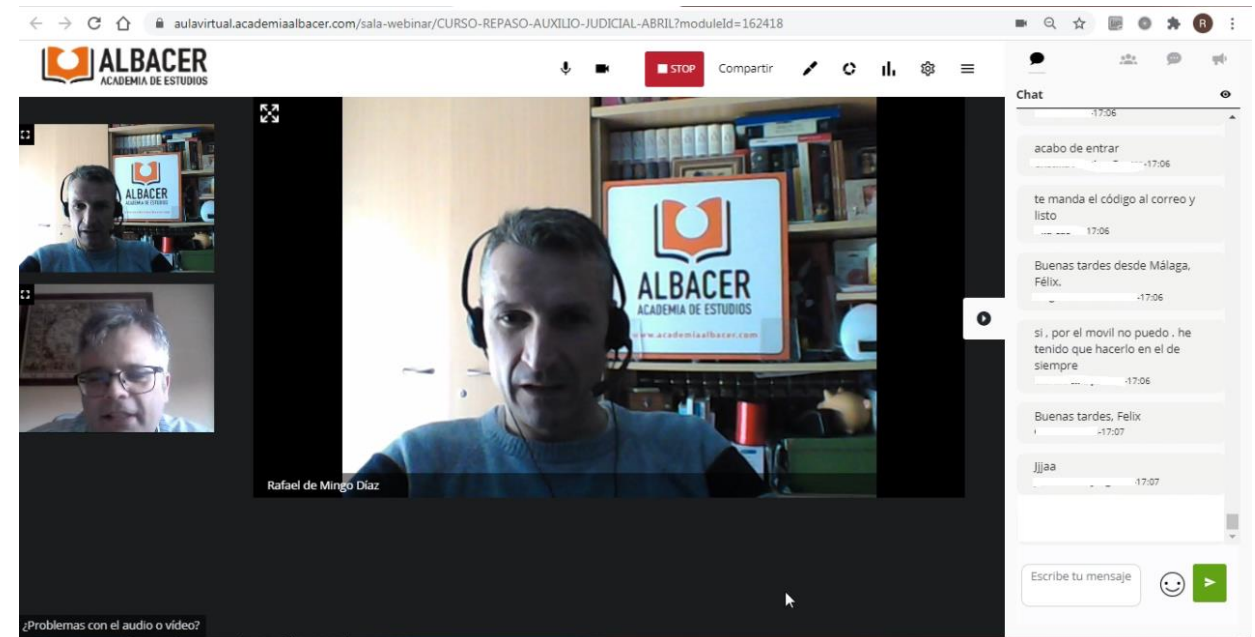 aulavirtual.academiaalbacer.com/sala-webinar/CURSO-REPASO-AUXILIO-JUDICIAL-ABRIL?moduleId=162418
R
ALBACER
ACADEMIA DE ESTUDIOS
STOP
Compartir
Chat
-17:06
acabo de entrar
-17:06
te manda el código al correo y
listo
17:06
Buenas tardes desde Málaga,
Félix.
-17:06
si , por el movil no puedo . he
tenido que hacerlo en el de
siempre
-17:06
Buenas tardes, Felix
-17:07
Jjjaa
-17:07
Escribe tu mensaje
ALBACER
ACADEMIA DE ESTUDIOS
ALBACER
ACADEMIA DE ESTUDIOS
www.academiaalbacer.com
Rafael de Mingo Díaz
¿Problemas con el audio o vídeo?